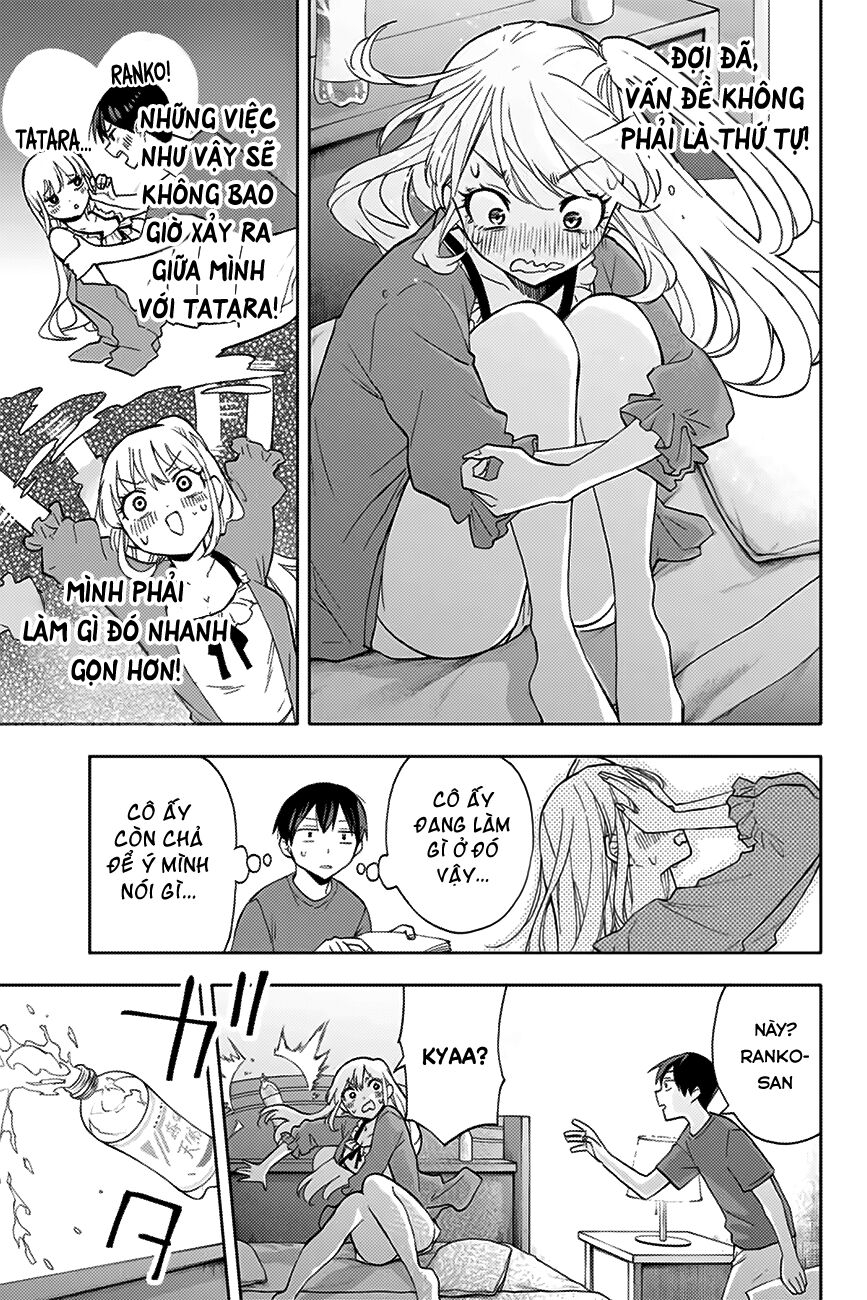 ĐỢI ĐÃ,
VẤN ĐỀ KHÔNG
PHẢI LÀ THỨ TỰ!
RANKO!
TATARA...
NHỮNG VIỆC
NHƯ VẬY SẼ
KHÔNG BAO
GIỜ XẢY RA
GIỮA MÌNH
VỚI TATARA!
MÌNH PHẢI
LÀM GÌ ĐÓ NHANH
GỌN HƠN!
CÔ ẤY
ĐANG LÀM
GÌ Ở ĐÓ
VẬY...
CÔ ẤY
CÒN CHẢ
ĐỂ Ý MÌNH
NÓI GÌ...
NÀY?
RANKO-
SAN
KYAA?
ガタ